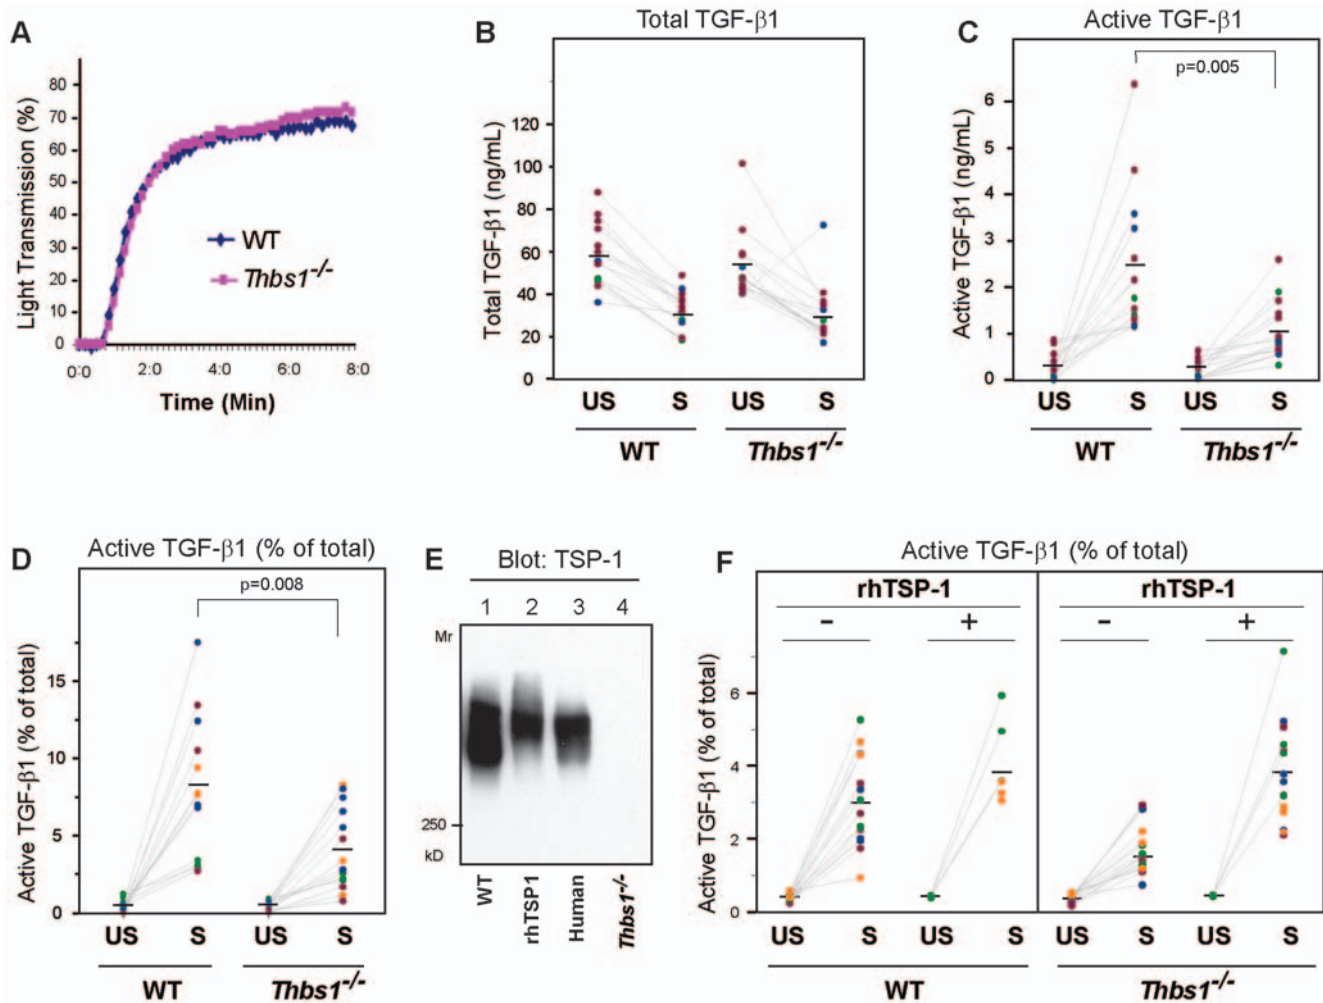 A
Light Transmission (%)
80
70
60
50
40
30
20
10
0
0:0 2:0 4:0 6:0 8:0
Time (Min)
WT
Thbs1-/-
B
Total TGF-β1
Total TGF-β1 (ng/mL)
120
100
80
60
40
20
0
US S US S
WT Thbs1-/-
C
Active TGF-β1
p=0.005
Active TGF-β1 (ng/mL)
6
5
4
3
2
1
0
US S US S
WT Thbs1-/-
D
Active TGF-β1 (% of total)
p=0.008
Active TGF-β1 (% of total)
15
10
5
0
US S US S
WT Thbs1-/-
E
Blot: TSP-1
1 2 3 4
Mr
250
kD
WT
rhTSP1
Human
Thbs1-/-
F
Active TGF-β1 (% of total)
rhTSP-1 rhTSP-1
– + – +
Active TGF-β1 (% of total)
6
4
2
0
US S US S US S US S
WT Thbs1-/-